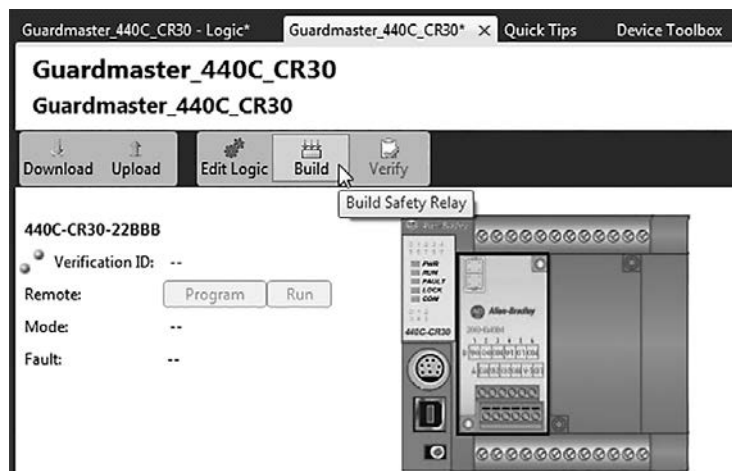 Guardmaster_440C_CR30 - Logic*
Guardmaster_440C_CR30* × Quick Tips Device Toolbox
Guardmaster_440C_CR30
Guardmaster_440C_CR30
Download Upload Edit Logic Build Verify
Build Safety Relay
440C-CR30-22BBB
Verification ID: --
Remote: Program Run
Mode: --
Fault: --
PWR
RUN
FAULT
LOCK
COM
440C-CR30
Allen-Bradley